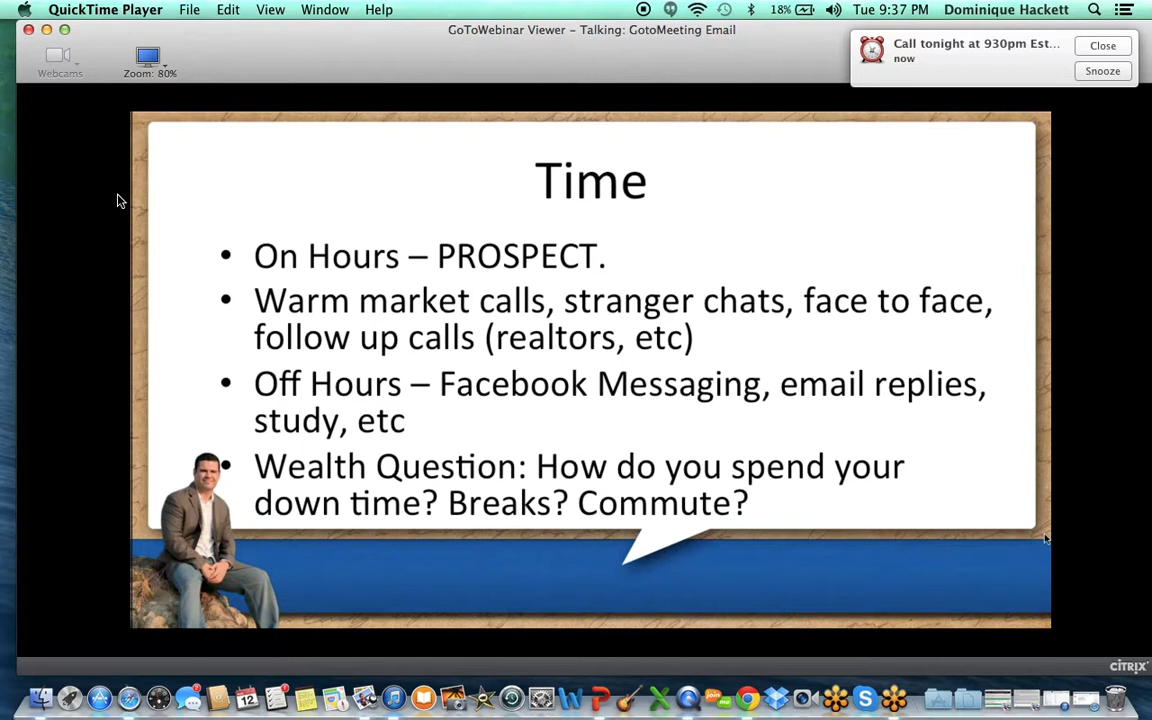 QuickTime Player File Edit View Window Help 18% Tue 9:37 PM Dominique Hackett
GoToWebinar Viewer - Talking: GotoMeeting Email
Webcams
Zoom: 80%
Call tonight at 930pm Est...
now
Close
Snooze
Time
• On Hours – PROSPECT.
• Warm market calls, stranger chats, face to face,
follow up calls (realtors, etc)
• Off Hours – Facebook Messaging, email replies,
study, etc
• Wealth Question: How do you spend your
down time? Breaks? Commute?
CITRIX